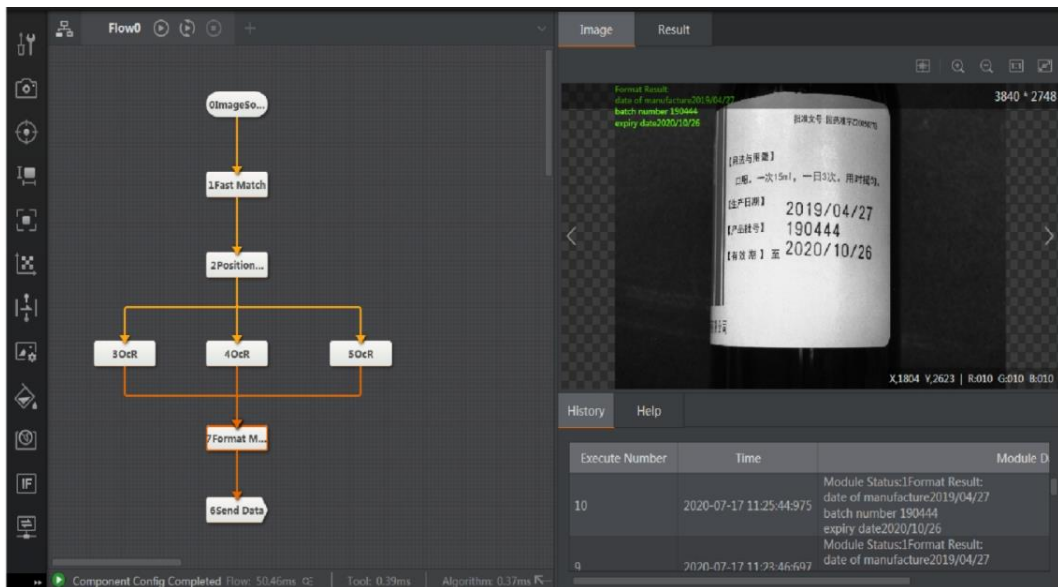 Flow0
Image
Result
0ImageSo...
1Fast Match
2Position...
3OcR
4OcR
5OcR
7Format M...
6Send Data
IF
Format Result:
date of manufacture2019/04/27
batch number 190444
expiry date2020/10/26
3840 * 2748
批准文号
【用法与用量】
口服。一次15ml，一日3次，用时摇匀。
【生产日期】 2019/04/27
【产品批号】 190444
【有效期】至 2020/10/26
X,1804 Y,2623 | R:010 G:010 B:010
History
Help
Execute Number
Time
Module D
10
2020-07-17 11:25:44:975
Module Status:1Format Result:
date of manufacture2019/04/27
batch number 190444
expiry date2020/10/26
9
2020-07-17 11:23:46:697
Module Status:1Format Result:
date of manufacture2019/04/27
Component Config Completed
Flow: 50.46ms
Tool: 0.39ms
Algorithm: 0.37ms